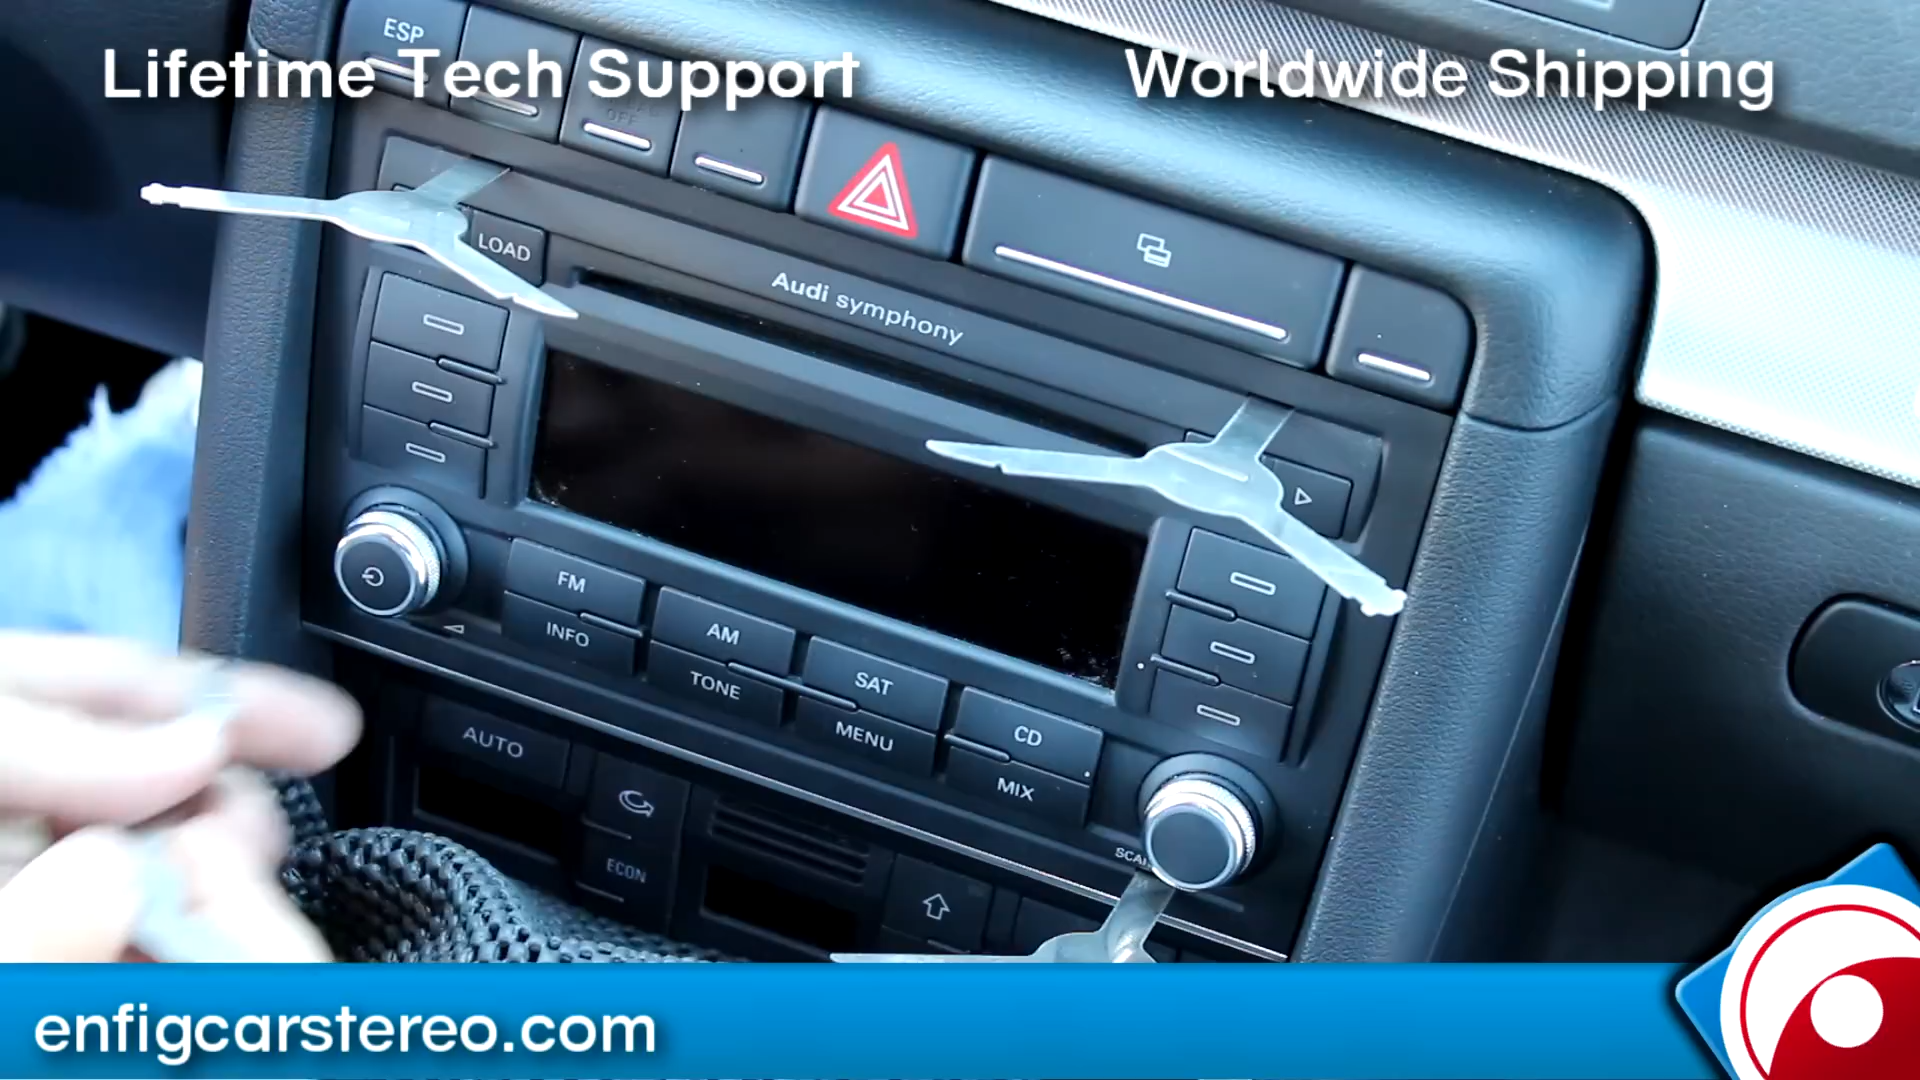 ESP
Lifetime Tech Support
Worldwide Shipping
OFF
LOAD
Audi symphony
FM
INFO
AM
TONE
SAT
MENU
CD
MIX
AUTO
ECON
enfigcarstereo.com